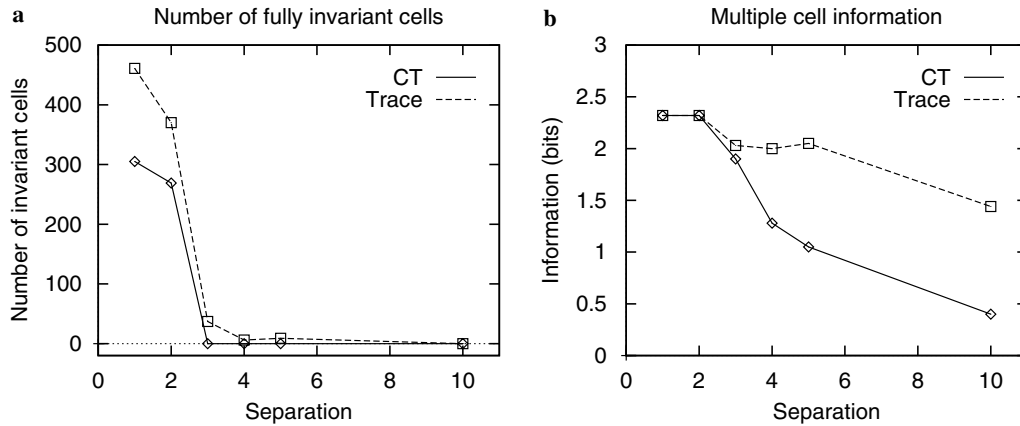 a
Number of fully invariant cells
500
400
300
200
100
0
0
2
4
6
8
10
Number of invariant cells
Separation
CT
Trace
b
Multiple cell information
3
2.5
2
1.5
1
0.5
0
0
2
4
6
8
10
Information (bits)
Separation
CT
Trace